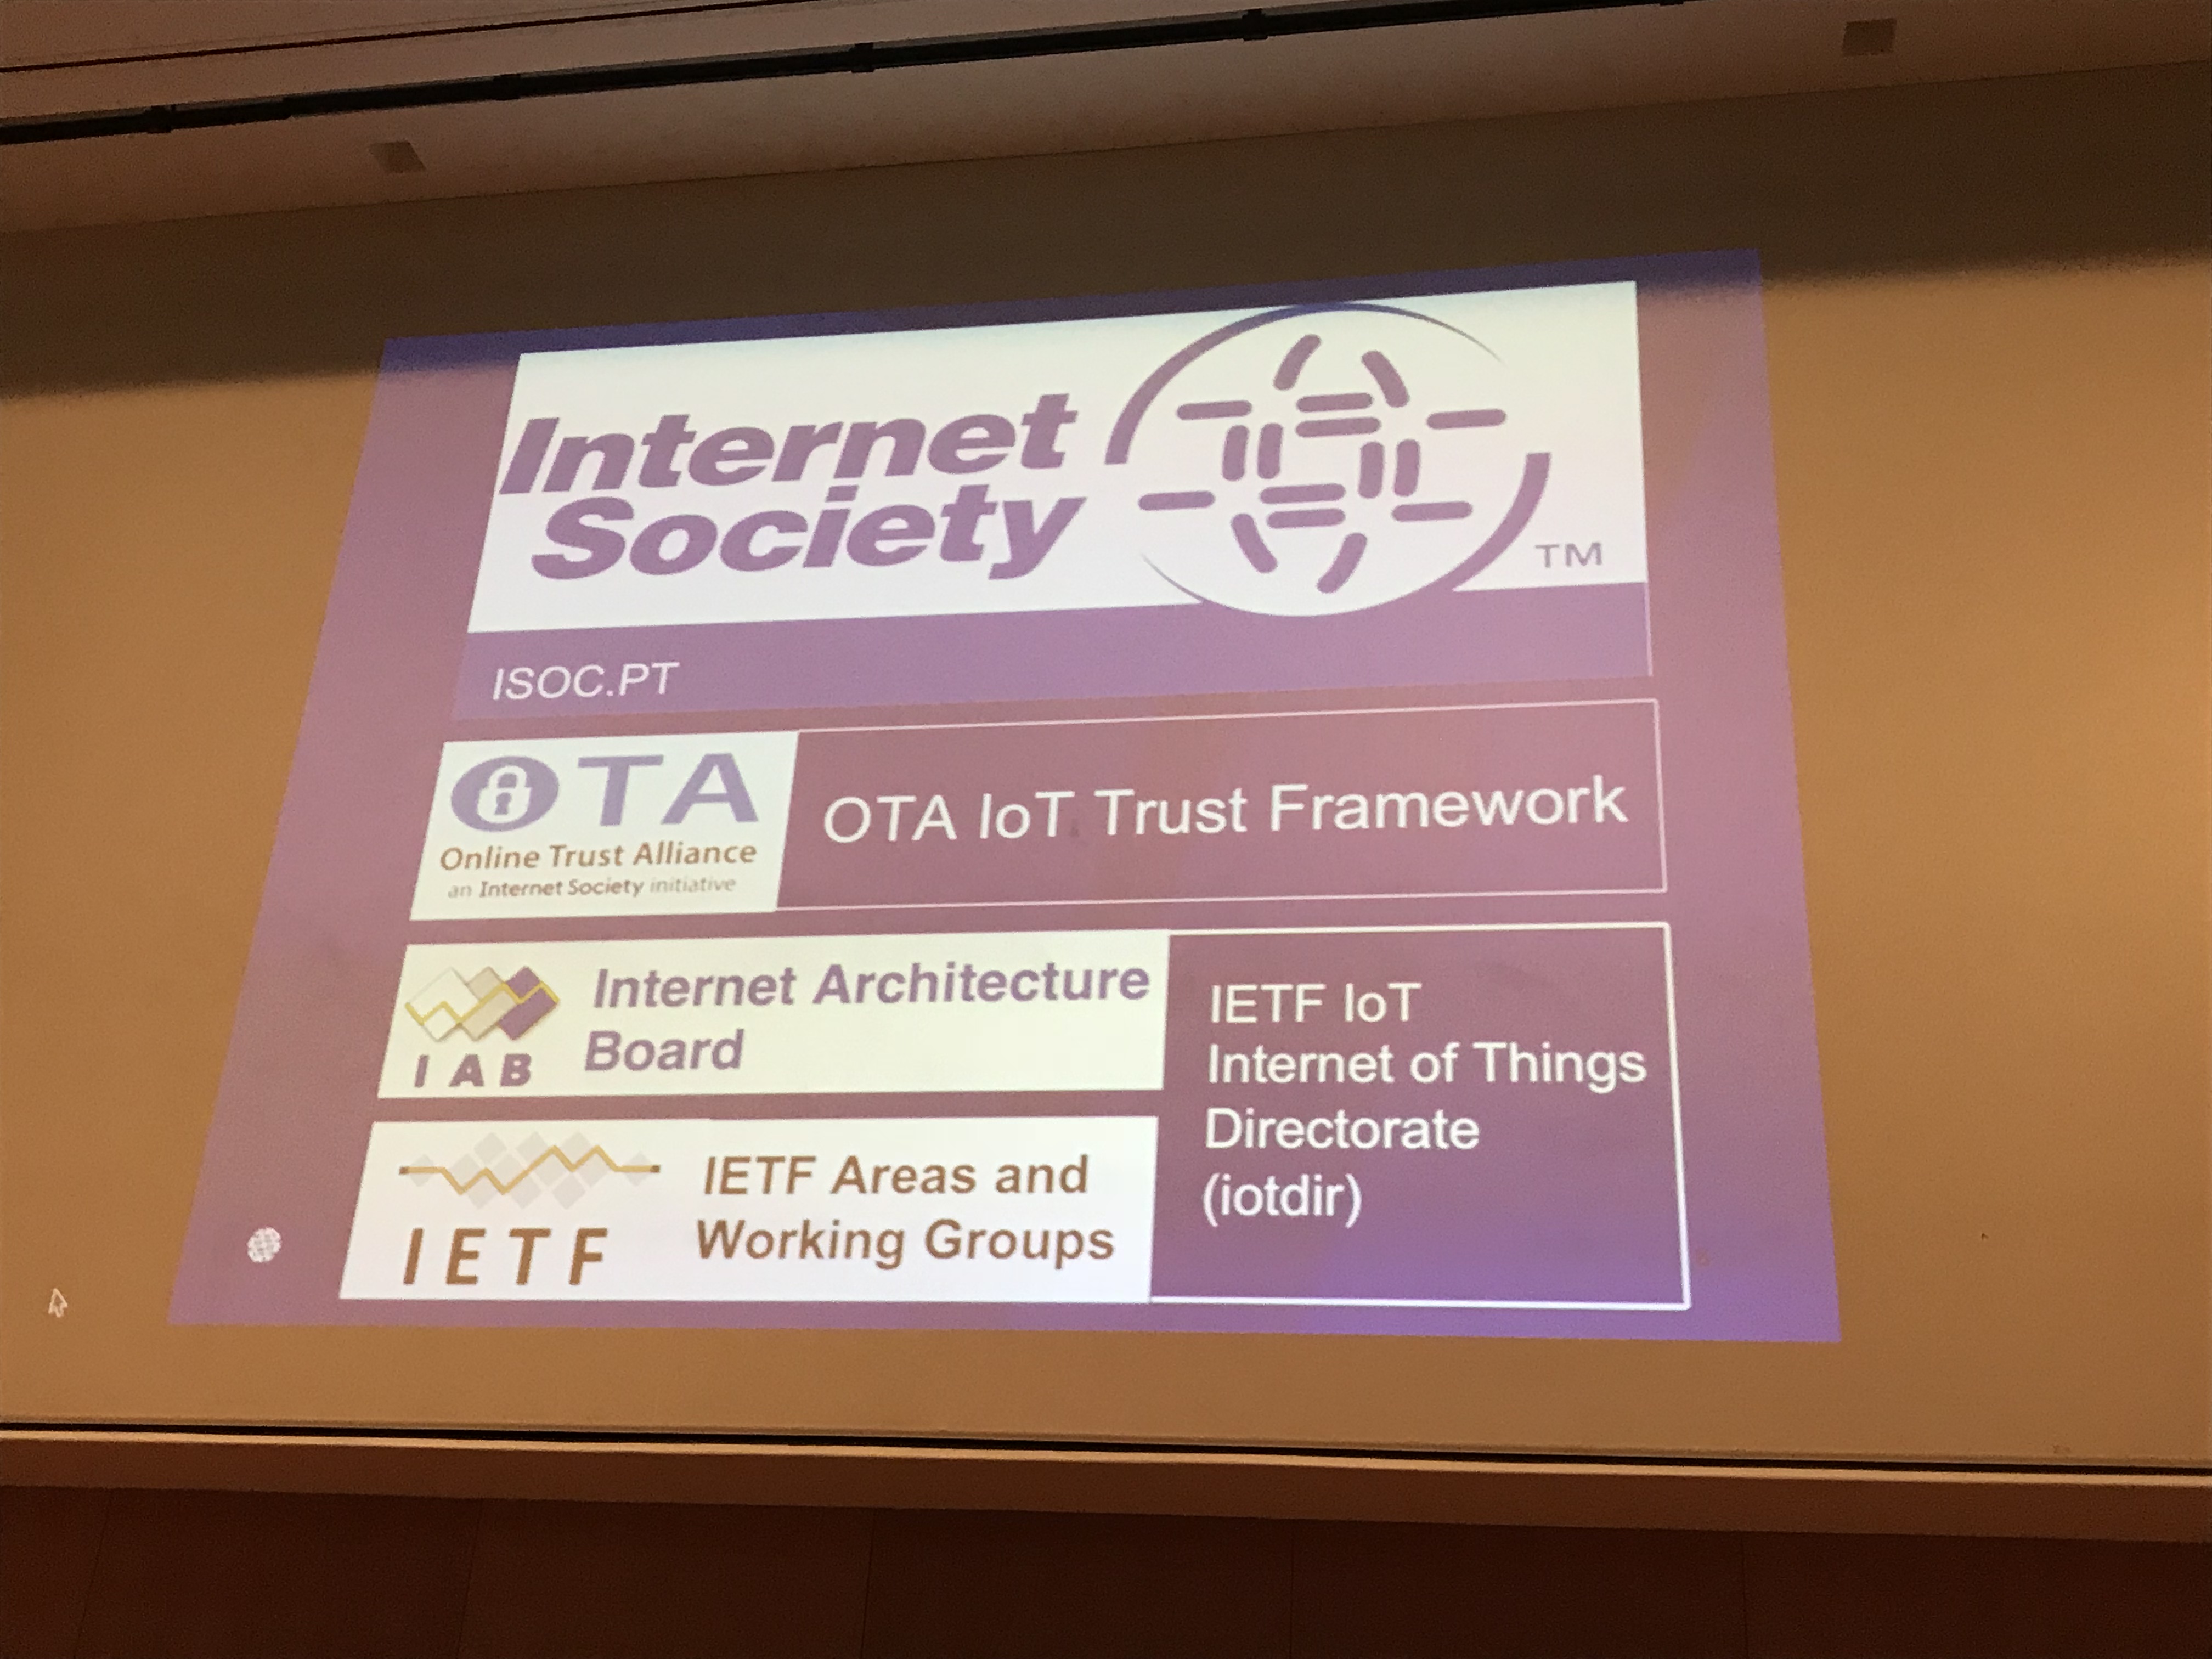 Internet
Society
TM
ISOC.PT
OTA
Online Trust Alliance
an Internet Society initiative
OTA IoT Trust Framework
IAB
Internet Architecture
Board
IETF
IETF Areas and
Working Groups
IETF IoT
Internet of Things
Directorate
(iotdir)